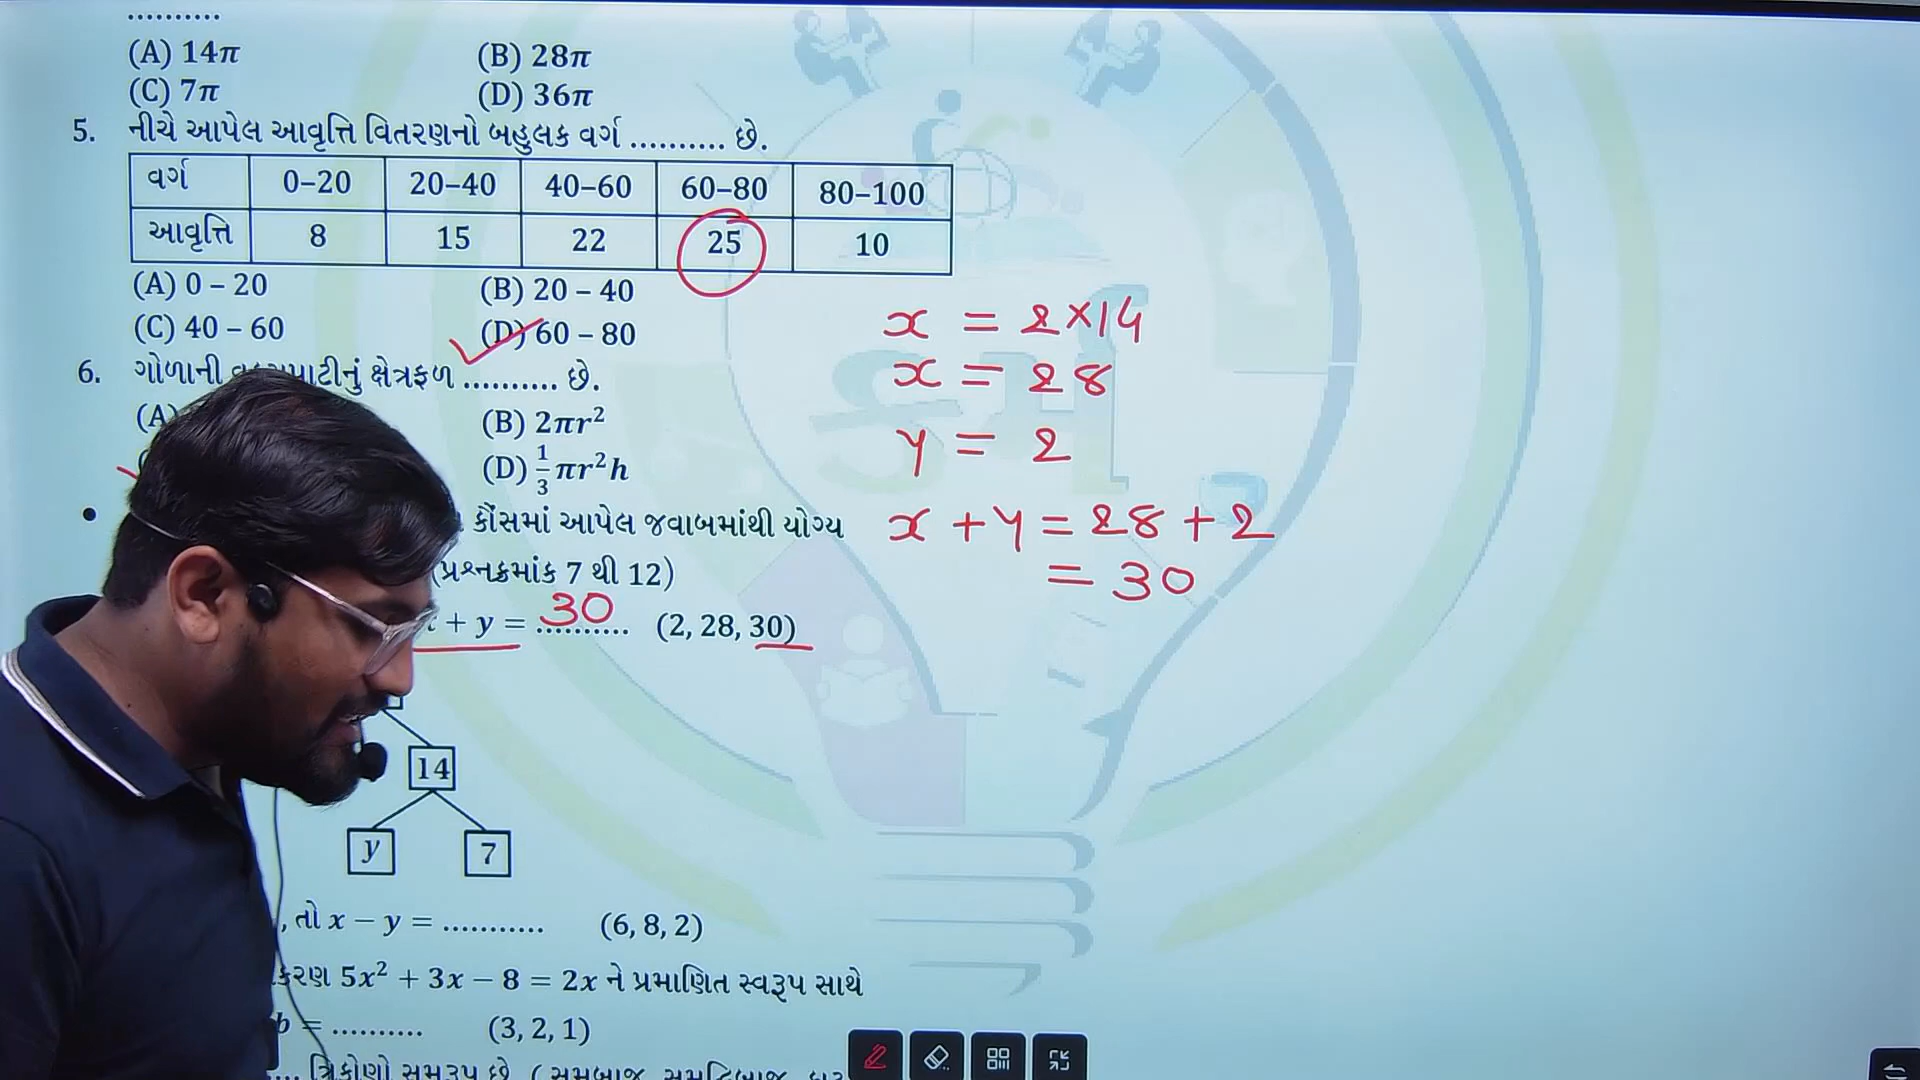 ..........
(A) 14π (B) 28π
(C) 7π (D) 36π
5. નીચે આપેલ આવૃત્તિ વિતરણનો બહુલક વર્ગ .......... છે.
વર્ગ 0–20 20–40 40–60 60–80 80–100
આવૃત્તિ 8 15 22 25 10
(A) 0 – 20 (B) 20 – 40
(C) 40 – 60 (D) 60 – 80
6. ગોળાની ક્ષેત્રફળ .......... છે.
(A) (B) 2πr²
(D) 1/3 πr²h
• કૌંસમાં આપેલ જવાબમાંથી યોગ્ય
(પ્રશ્નક્રમાંક 7 થી 12)
+ y = .......... 30 (2, 28, 30)
14
y 7
, તો x − y = ........... (6, 8, 2)
5x² + 3x − 8 = 2x ને પ્રમાણિત સ્વરૂપ સાથે
b = .......... (3, 2, 1)
.... ત્રિકોણો સમરૂપ છે. (
x = 2×14
x = 28
y = 2
x + y = 28 + 2
= 30